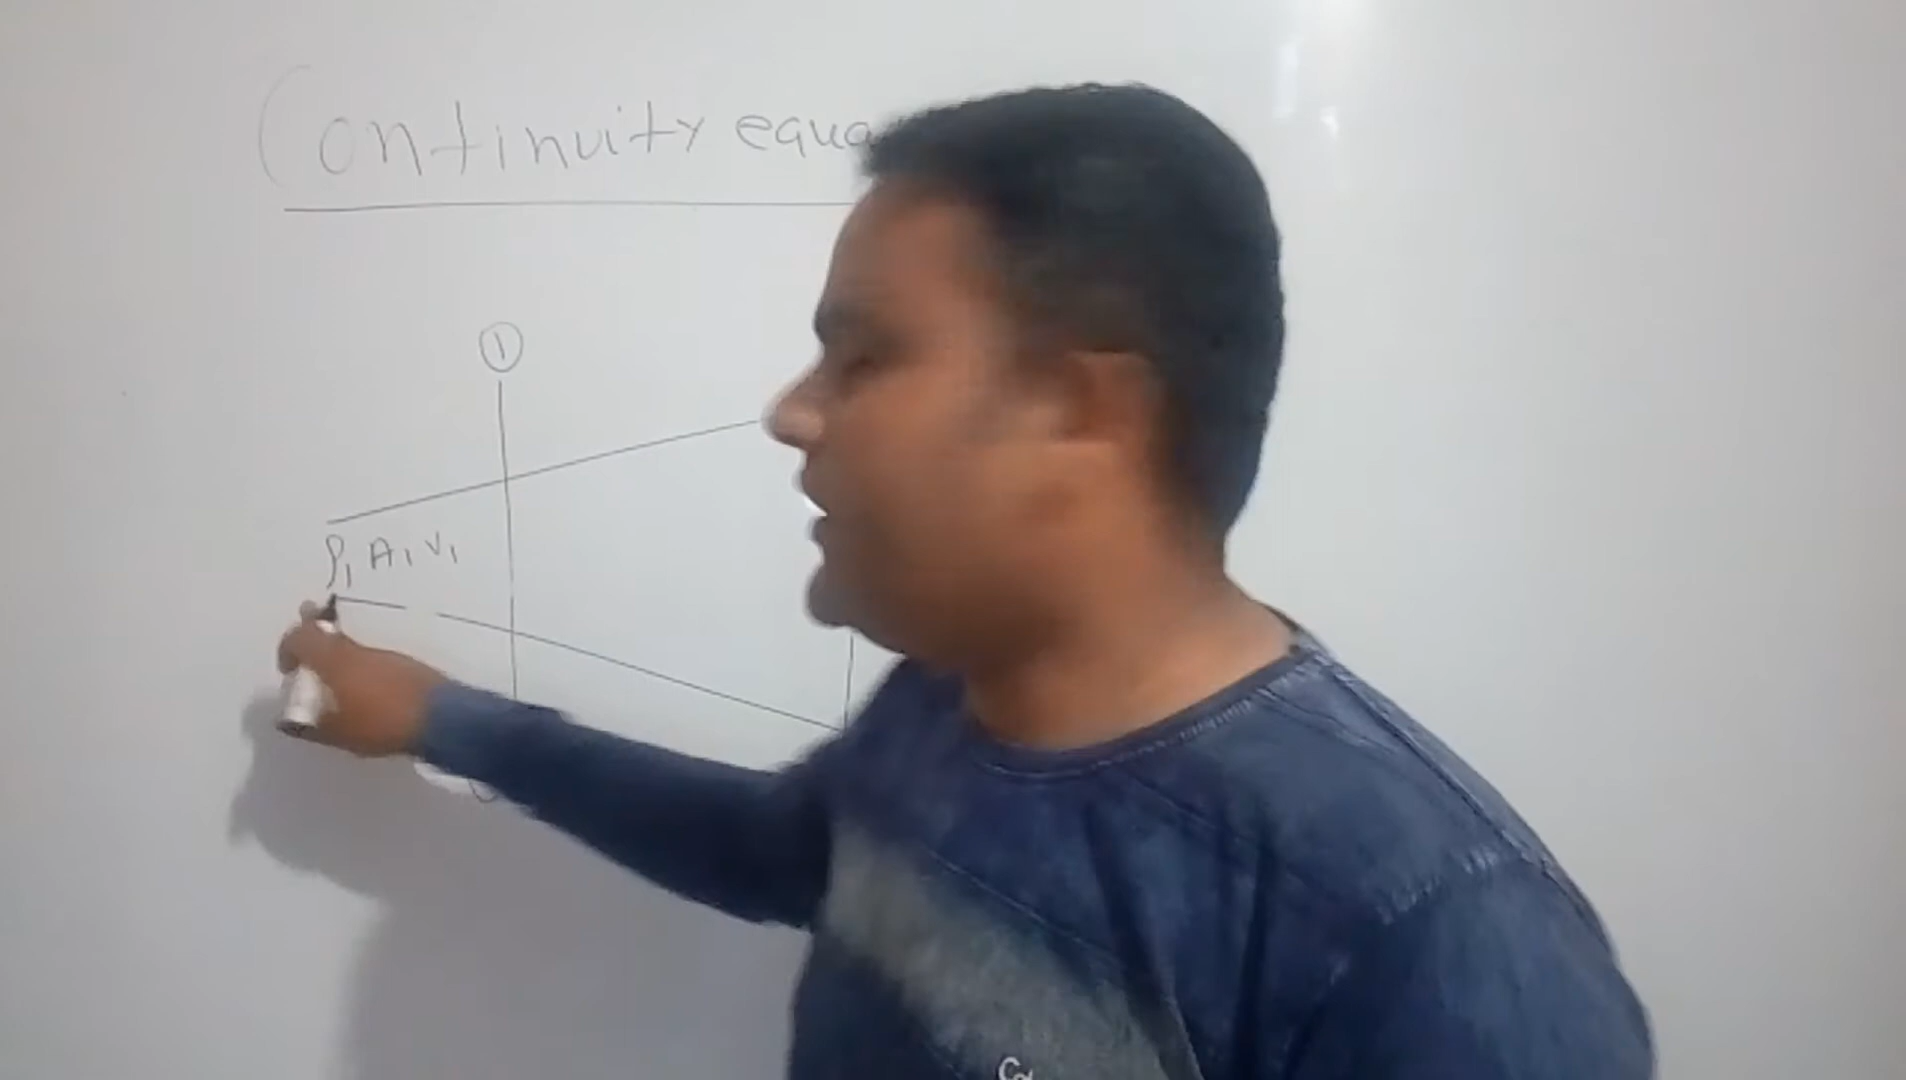 Continuity equa
①
ρ₁ A₁ V₁